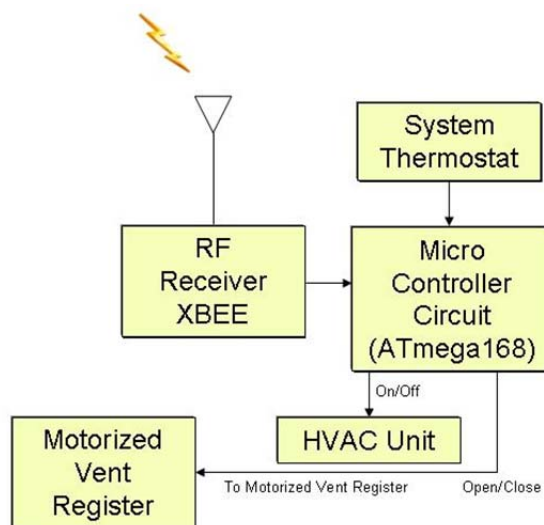 System
Thermostat
RF
Receiver
XBEE
Micro
Controller
Circuit
(ATmega168)
On/Off
HVAC Unit
Motorized
Vent
Register
To Motorized Vent Register
Open/Close